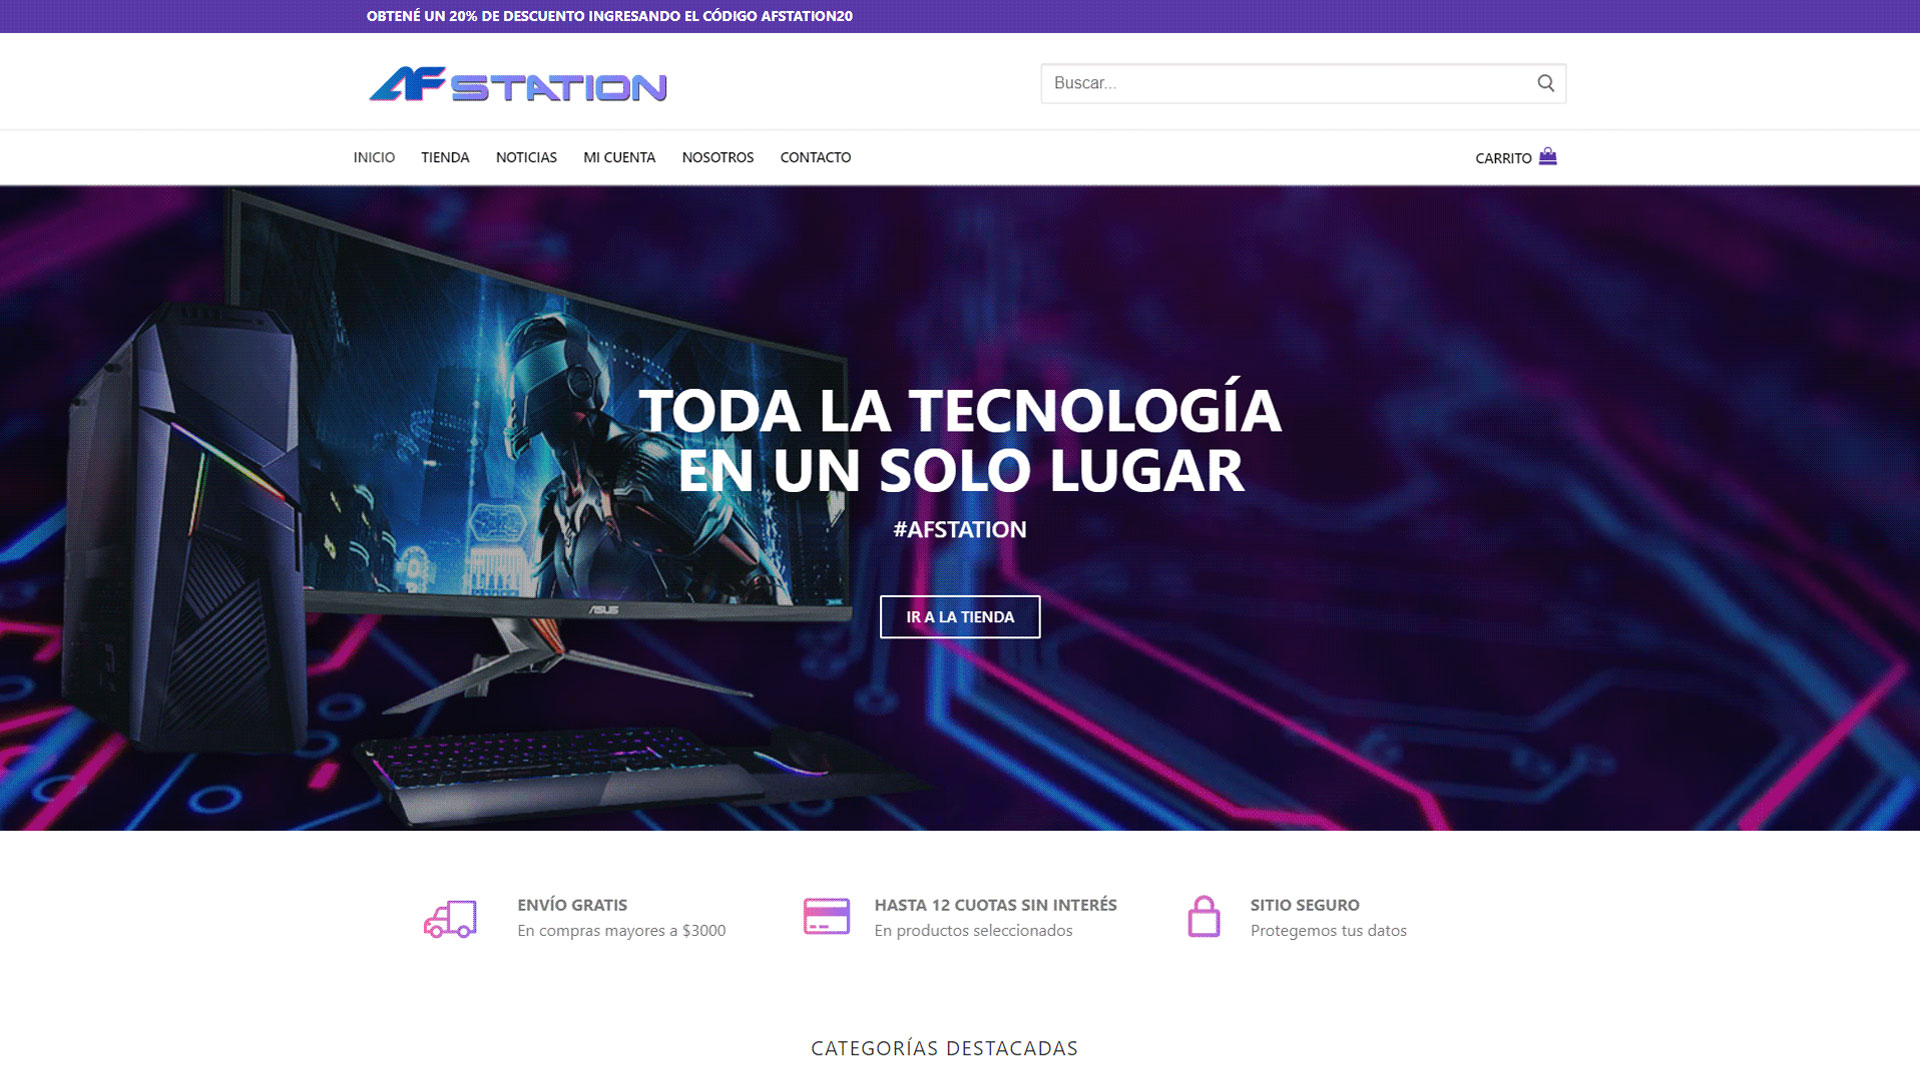 OBTENÉ UN 20% DE DESCUENTO INGRESANDO EL CÓDIGO AFSTATION20
AF STATION
Buscar...
INICIO TIENDA NOTICIAS MI CUENTA NOSOTROS CONTACTO CARRITO
TODA LA TECNOLOGÍA
EN UN SOLO LUGAR
#AFSTATION
ASUS
IR A LA TIENDA
ENVÍO GRATIS
En compras mayores a $3000
HASTA 12 CUOTAS SIN INTERÉS
En productos seleccionados
SITIO SEGURO
Protegemos tus datos
CATEGORÍAS DESTACADAS